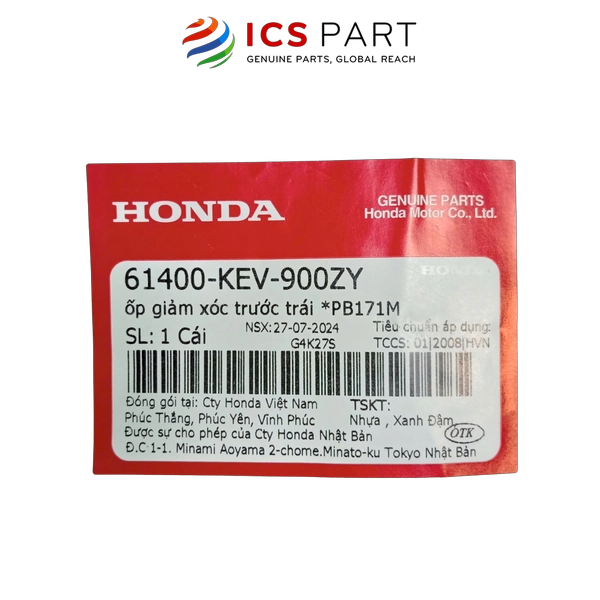 ICS PART
GENUINE PARTS, GLOBAL REACH
HONDA
GENUINE PARTS
Honda Motor Co., Ltd.
HONDA
61400-KEV-900ZY
ốp giảm xóc trước trái *PB171M
SL: 1 Cái
NSX:27-07-2024
G4K27S
Tiêu chuẩn áp dụng:
TCCS: 01|2008|HVN
Đóng gói tại: Cty Honda Việt Nam
Phúc Thắng, Phúc Yên, Vĩnh Phúc
Được sự cho phép của Cty Honda Nhật Bản
Đ.C 1-1. Minami Aoyama 2-chome.Minato-ku Tokyo Nhật Bản
TSKT:
Nhựa , Xanh Đậm,
OTK